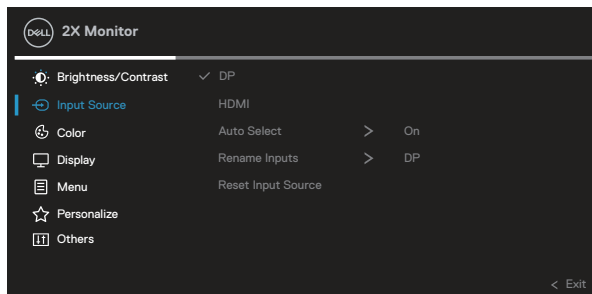 DELL 2X Monitor
Brightness/Contrast DP
Input Source HDMI
Color Auto Select > On
Display Rename Inputs > DP
Menu Reset Input Source
Personalize
Others
< Exit